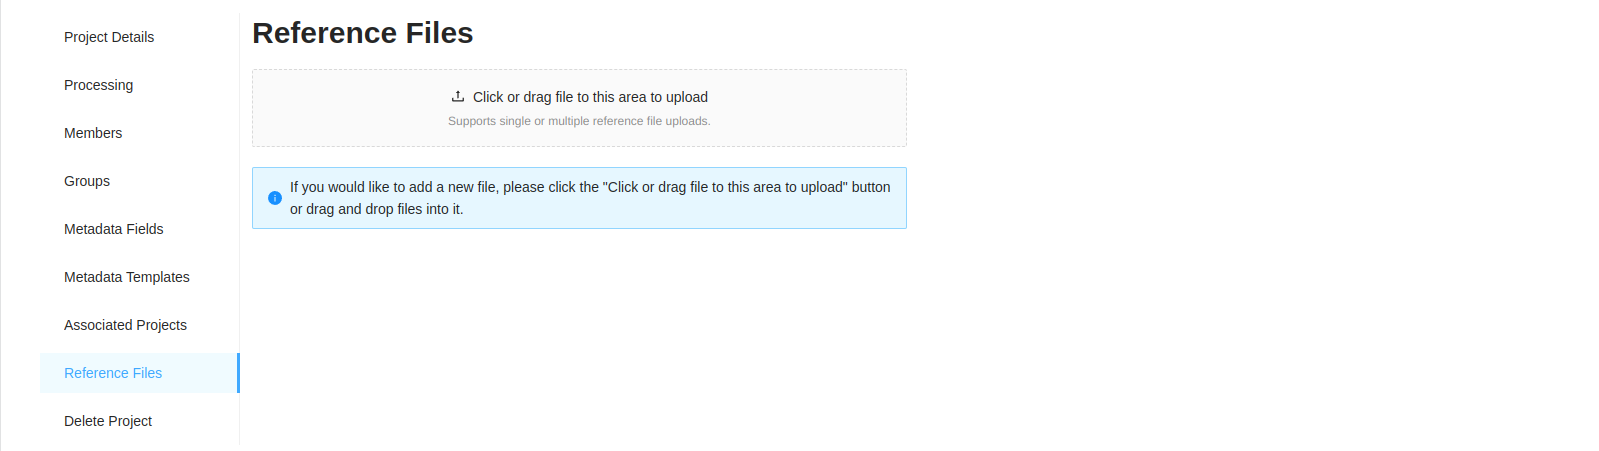 Project Details
Processing
Members
Groups
Metadata Fields
Metadata Templates
Associated Projects
Reference Files
Delete Project
Reference Files
Click or drag file to this area to upload
Supports single or multiple reference file uploads.
If you would like to add a new file, please click the "Click or drag file to this area to upload" button
or drag and drop files into it.